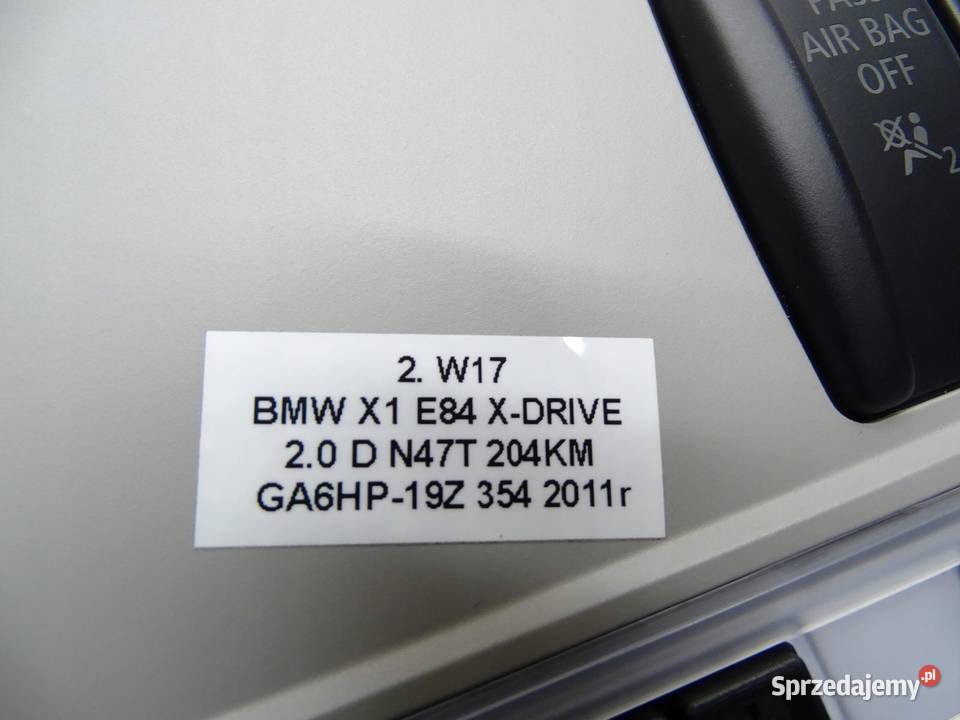 AIR BAG
OFF
2
2. W17
BMW X1 E84 X-DRIVE
2.0 D N47T 204KM
GA6HP-19Z 354 2011r
Sprzedajemy.pl